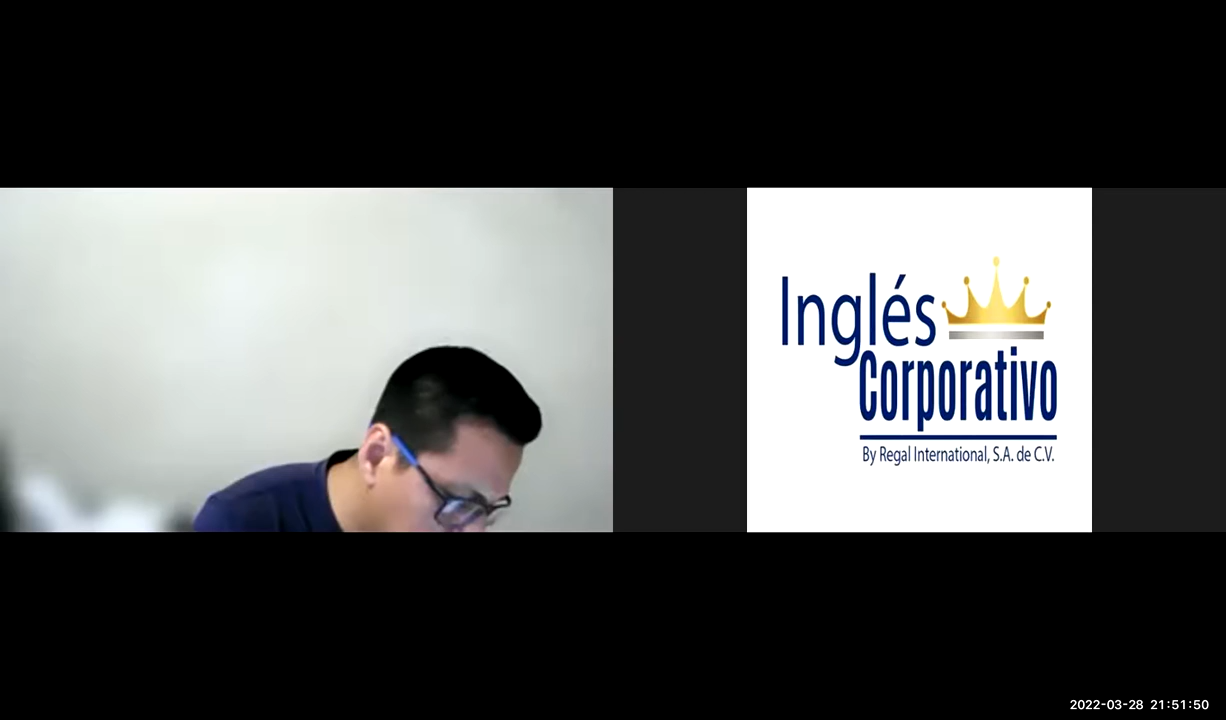 Inglés
Corporativo
By Regal International, S.A. de C.V.
2022-03-28 21:51:50